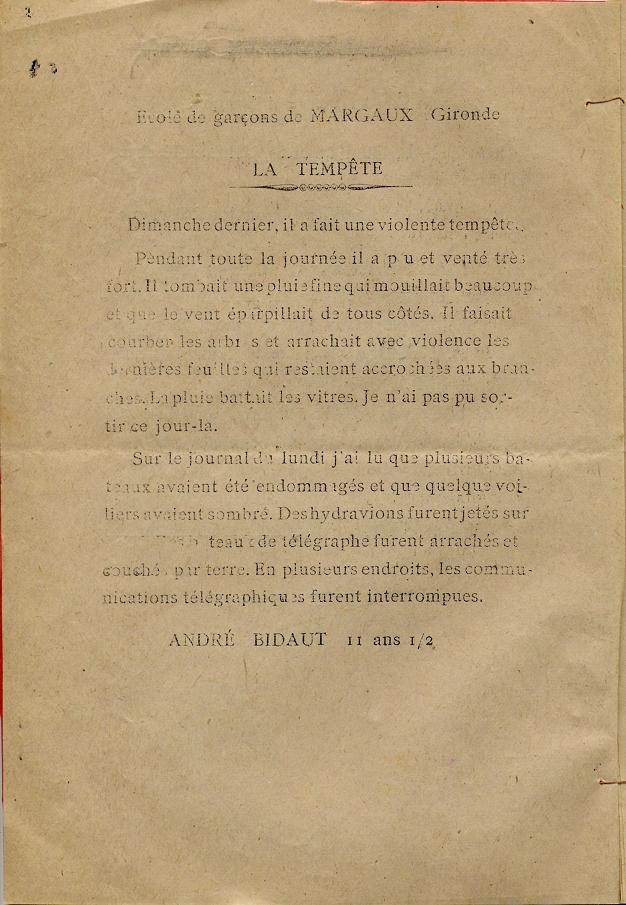 Ecole de garçons de MARGAUX Gironde
LA TEMPÊTE
Dimanche dernier, il a fait une violente tempête.
Pendant toute la journée il a plu et venté très
fort. Il tombait une pluie fine qui mouillait beaucoup
et que le vent éparpillait de tous côtés. Il faisait
courber les arbres et arrachait avec violence les
dernières feuilles qui restaient accrochées aux bran-
ches. La pluie battait les vitres. Je n'ai pas pu sor-
tir ce jour-la.
Sur le journal du lundi j'ai lu que plusieurs ba-
teaux avaient été endommagés et que quelque voi-
liers avaient sombré. Des hydravions furent jetés sur
teaux de télégraphe furent arrachés et
couchés par terre. En plusieurs endroits, les commu-
nications télégraphiques furent interrompues.
ANDRÉ BIDAUT 11 ans 1/2